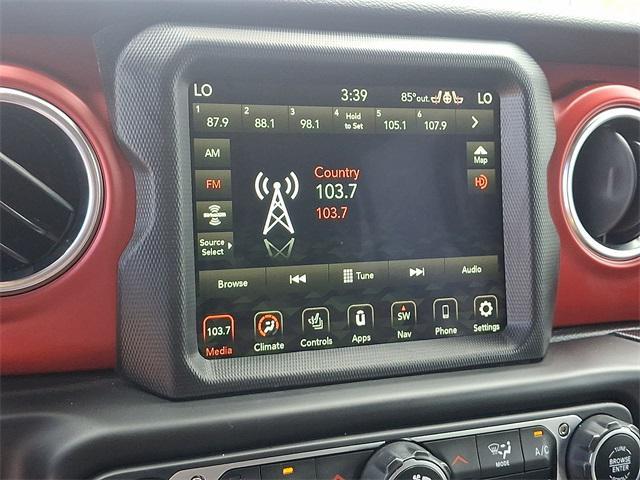 LO 3:39 85°out. LO
1 87.9 2 88.1 3 98.1 4 Hold to Set 5 105.1 6 107.9
AM
Map
FM
Country
103.7
103.7
SiriusXM
Source
Select
Browse
Tune
Audio
103.7
SW
Media
Climate
Controls
Apps
Nav
Phone
Settings
MODE
A/C
TUNE
BROWSE
ENTER